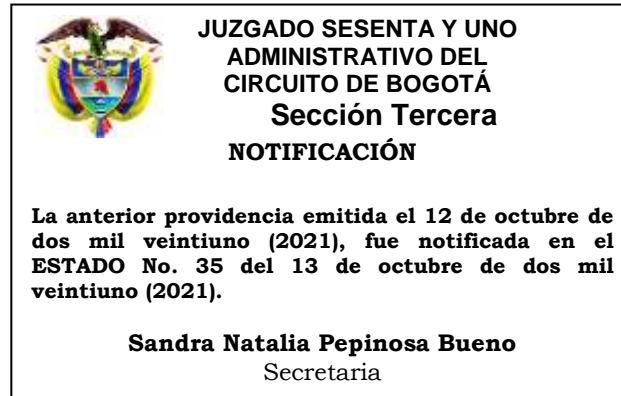 JUZGADO SESENTA Y UNO
ADMINISTRATIVO DEL
CIRCUITO DE BOGOTÁ
Sección Tercera
NOTIFICACIÓN
La anterior providencia emitida el 12 de octubre de
dos mil veintiuno (2021), fue notificada en el
ESTADO No. 35 del 13 de octubre de dos mil
veintiuno (2021).
Sandra Natalia Pepinosa Bueno
Secretaria